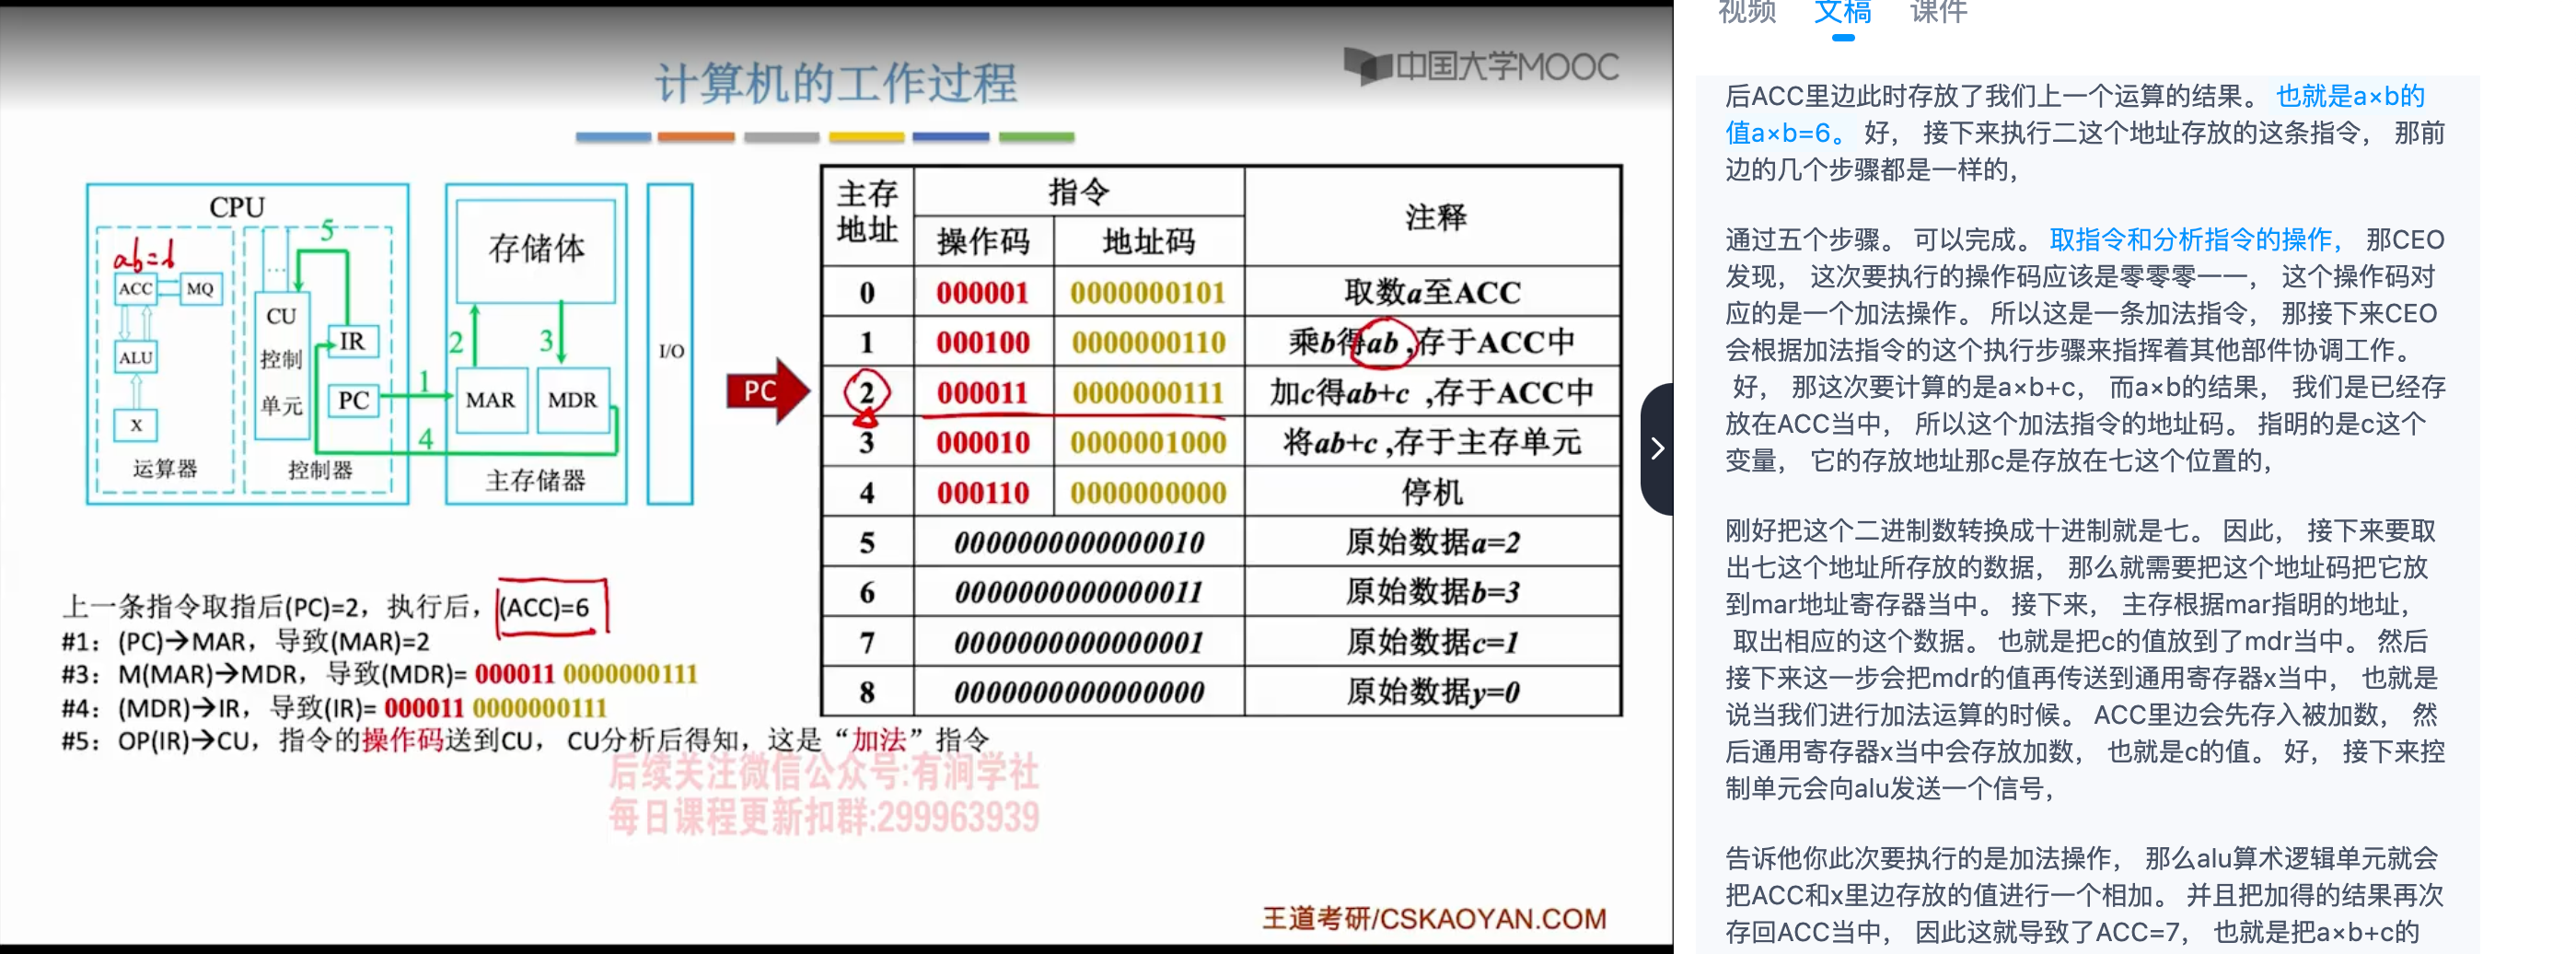 计算机的工作过程
中国大学MOOC
CPU
5
ab=6
ACC
MQ
ALU
X
运算器
...
CU
控制
单元
IR
PC
控制器
1
4
2
3
存储体
MAR
MDR
主存储器
I/O
PC
主存地址 指令 注释
操作码 地址码
0 000001 0000000101 取数a至ACC
1 000100 0000000110 乘b得ab ,存于ACC中
2 000011 0000000111 加c得ab+c ,存于ACC中
3 000010 0000001000 将ab+c ,存于主存单元
4 000110 0000000000 停机
5 0000000000000010 原始数据a=2
6 0000000000000011 原始数据b=3
7 0000000000000001 原始数据c=1
8 0000000000000000 原始数据y=0
上一条指令取指后(PC)=2，执行后，(ACC)=6
#1：(PC)→MAR，导致(MAR)=2
#3：M(MAR)→MDR，导致(MDR)= 000011 0000000111
#4：(MDR)→IR，导致(IR)= 000011 0000000111
#5：OP(IR)→CU，指令的操作码送到CU，CU分析后得知，这是“加法”指令
后续关注微信公众号:有涧学社
每日课程更新扣群:299963939
王道考研/CSKAOYAN.COM
视频 文稿 课件
后ACC里边此时存放了我们上一个运算的结果。 也就是a×b的
值a×b=6。 好， 接下来执行二这个地址存放的这条指令， 那前
边的几个步骤都是一样的，
通过五个步骤。 可以完成。 取指令和分析指令的操作， 那CEO
发现， 这次要执行的操作码应该是零零零一一， 这个操作码对
应的是一个加法操作。 所以这是一条加法指令， 那接下来CEO
会根据加法指令的这个执行步骤来指挥着其他部件协调工作。
好， 那这次要计算的是a×b+c， 而a×b的结果， 我们是已经存
放在ACC当中， 所以这个加法指令的地址码。 指明的是c这个
变量， 它的存放地址那c是存放在七这个位置的，
刚好把这个二进制数转换成十进制就是七。 因此， 接下来要取
出七这个地址所存放的数据， 那么就需要把这个地址码把它放
到mar地址寄存器当中。 接下来， 主存根据mar指明的地址，
取出相应的这个数据。 也就是把c的值放到了mdr当中。 然后
接下来这一步会把mdr的值再传送到通用寄存器x当中， 也就是
说当我们进行加法运算的时候。 ACC里边会先存入被加数， 然
后通用寄存器x当中会存放加数， 也就是c的值。 好， 接下来控
制单元会向alu发送一个信号，
告诉他你此次要执行的是加法操作， 那么alu算术逻辑单元就会
把ACC和x里边存放的值进行一个相加。 并且把加得的结果再次
存回ACC当中， 因此这就导致了ACC=7， 也就是把a×b+c的